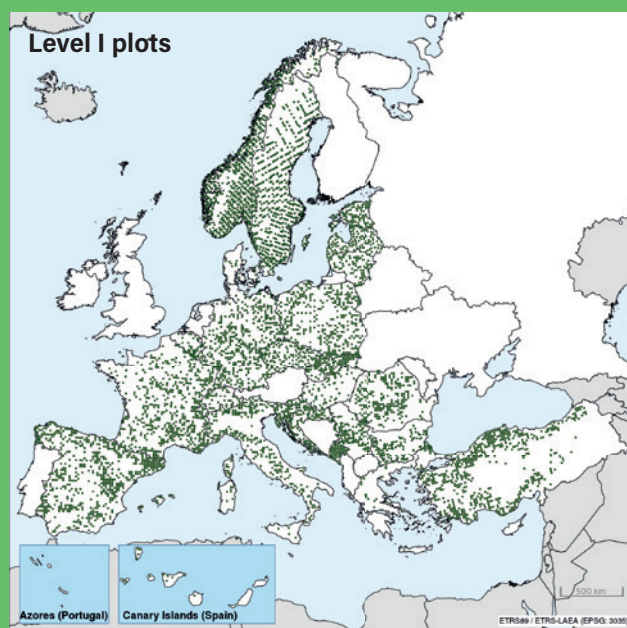 Level I plots
500 km
Azores (Portugal)
Canary Islands (Spain)
ETRS89 / ETRS-LAEA (EPSG: 3035)